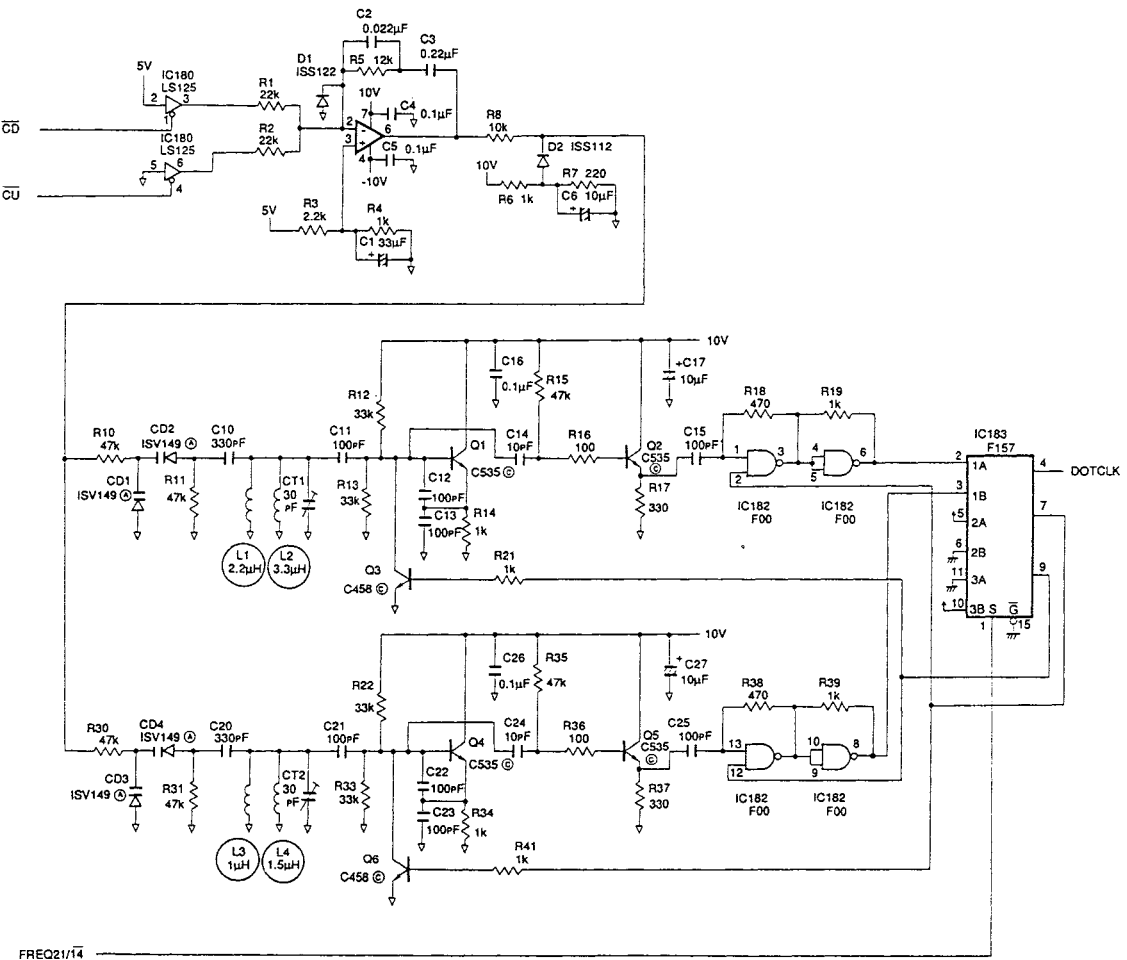 C2
0.022µF
C3
0.22µF
D1
ISS122
R5 12k
5V
IC180
LS125
2 3
1
R1
22k
10V
7
C4
0.1µF
CD
IC180
LS125
R2
22k
2
-
3
+
6
R8
10k
5 6
4
4
C5
0.1µF
-10V
D2 ISS112
10V
R7 220
CU
R6 1k
C6 10µF
+
5V
R3
2.2k
R4
1k
C1 33µF
+
10V
C16
0.1µF
+C17
10µF
R15
47k
R12
33k
R18
470
R19
1k
R10
47k
CD2
ISV149 Ⓐ
C10
330PF
C11
100PF
Q1
C535 Ⓒ
C14
10PF
R16
100
Q2
C535
Ⓒ
C15
100PF
1
2
3
4
5
6
IC183
F157
2 1A
4
DOTCLK
3
1B
7
5
2A
6
2B
11
3A
9
10 3B S G
1 15
CD1
ISV149 Ⓐ
R11
47k
CT1
30
PF
R13
33k
C12
100PF
C13
100PF
R14
1k
R17
330
IC182
F00
IC182
F00
L1
2.2µH
L2
3.3µH
Q3
C458 Ⓒ
R21
1k
10V
C26
0.1µF
R35
47k
+
C27
10µF
R22
33k
R38
470
R39
1k
R30
47k
CD4
ISV149 Ⓐ
C20
330PF
C21
100PF
Q4
C535 Ⓒ
C24
10PF
R36
100
Q5
C535
Ⓒ
C25
100PF
13
12
10
9
8
CD3
ISV149 Ⓐ
R31
47k
CT2
30
PF
R33
33k
C22
100PF
C23
100PF
R34
1k
R37
330
IC182
F00
IC182
F00
L3
1µH
L4
1.5µH
Q6
C458 Ⓒ
R41
1k
FREQ21/14